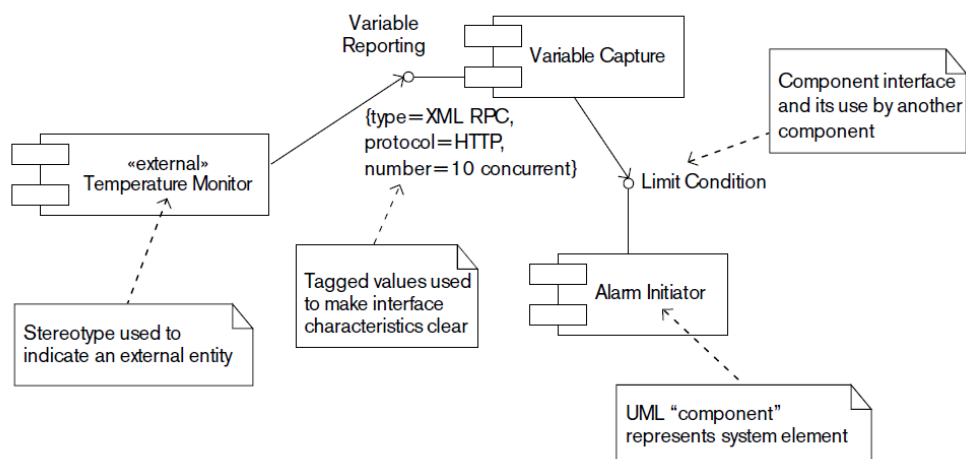 Variable
Reporting
Variable Capture
Component interface
and its use by another
component
{type=XML RPC,
protocol=HTTP,
number=10 concurrent}
«external»
Temperature Monitor
Limit Condition
Tagged values used
to make interface
characteristics clear
Alarm Initiator
Stereotype used to
indicate an external entity
UML “component”
represents system element